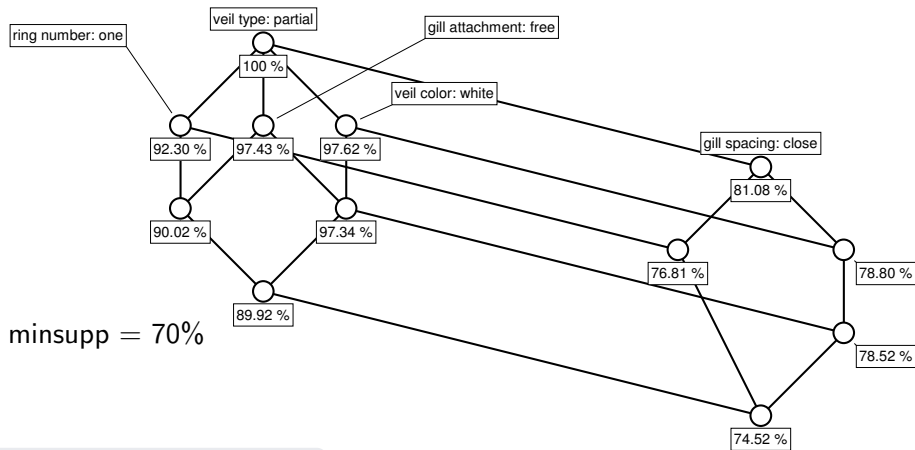 veil type: partial
ring number: one
gill attachment: free
100 %
veil color: white
92.30 %
97.43 %
97.62 %
gill spacing: close
81.08 %
90.02 %
97.34 %
76.81 %
78.80 %
89.92 %
minsupp = 70%
78.52 %
74.52 %